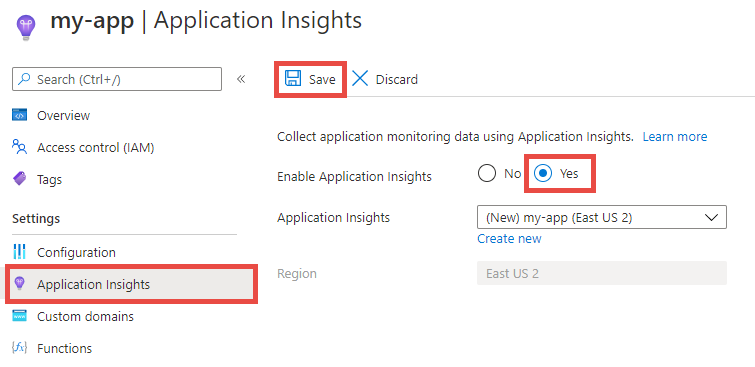 my-app | Application Insights
Search (Ctrl+/)
«
Save
Discard
Overview
Access control (IAM)
Tags
Settings
Configuration
Application Insights
Custom domains
Functions
Collect application monitoring data using Application Insights. Learn more
Enable Application Insights
No
Yes
Application Insights
(New) my-app (East US 2)
Create new
Region
East US 2